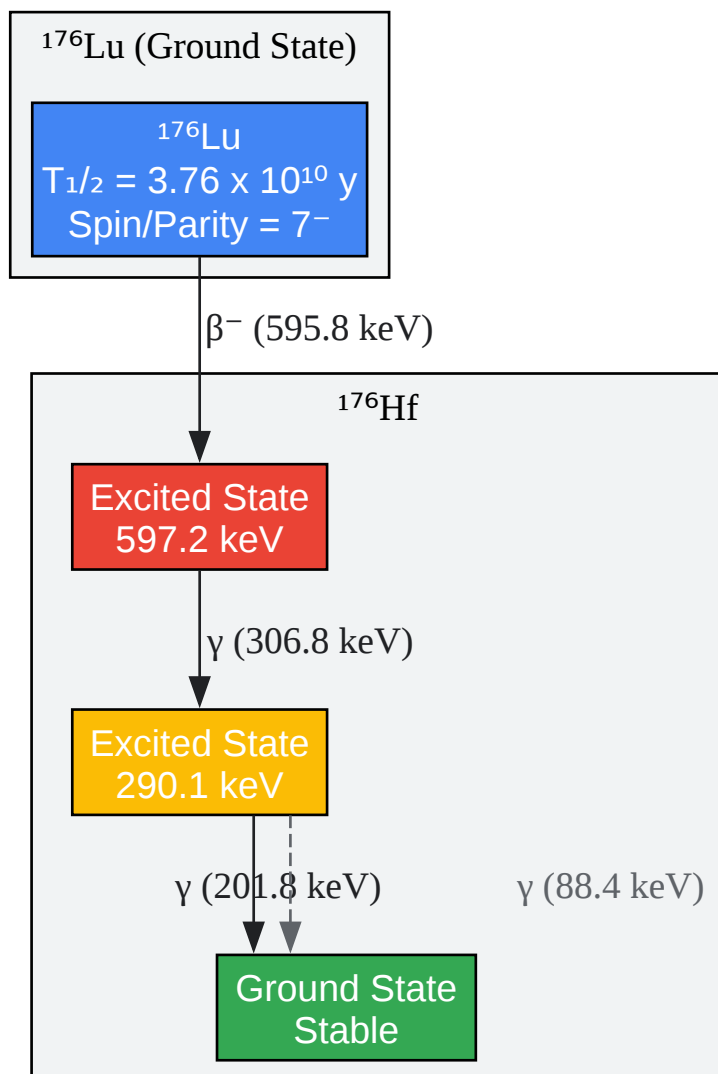 ¹⁷⁶Lu (Ground State)
¹⁷⁶Lu
T₁/₂ = 3.76 x 10¹⁰ y
Spin/Parity = 7⁻
β⁻ (595.8 keV)
¹⁷⁶Hf
Excited State
597.2 keV
γ (306.8 keV)
Excited State
290.1 keV
γ (201.8 keV)
γ (88.4 keV)
Ground State
Stable